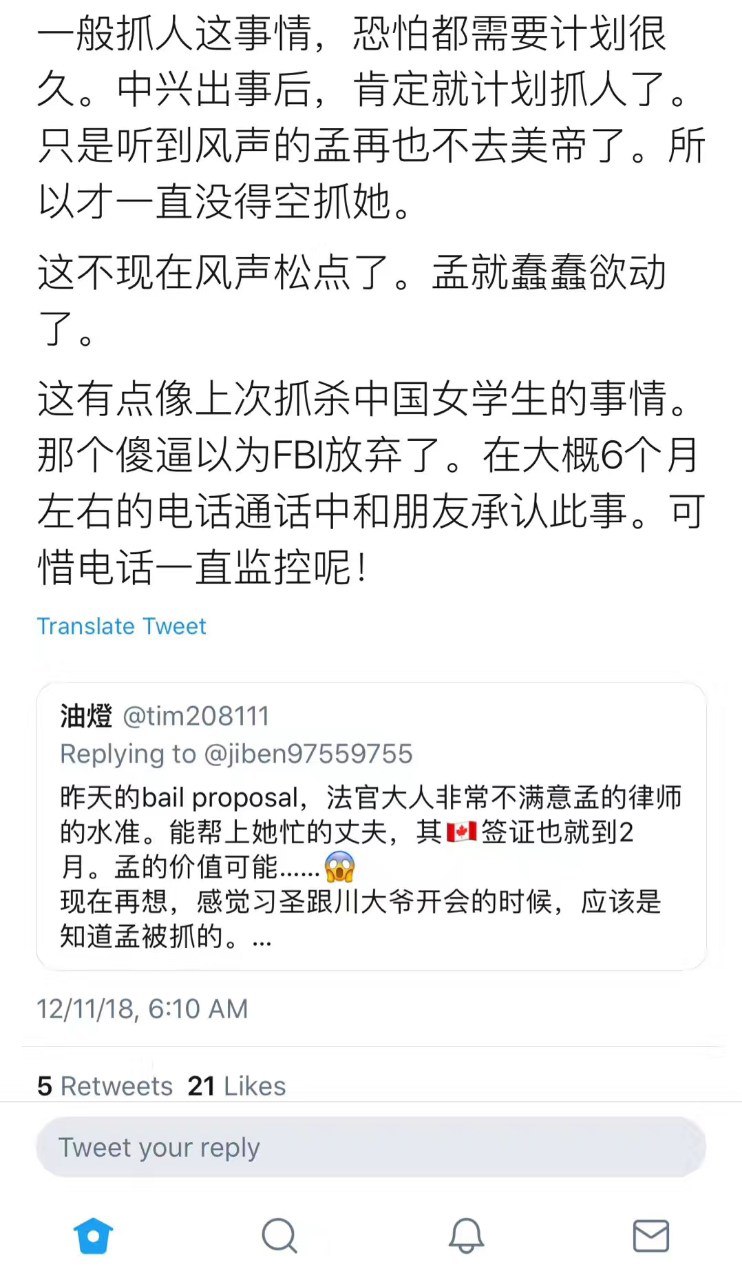 一般抓人这事情，恐怕都需要计划很
久。中兴出事后，肯定就计划抓人了。
只是听到风声的孟再也不去美帝了。所
以才一直没得空抓她。
这不现在风声松点了。孟就蠢蠢欲动
了。
这有点像上次抓杀中国女学生的事情。
那个傻逼以为FBI放弃了。在大概6个月
左右的电话通话中和朋友承认此事。可
惜电话一直监控呢！
Translate Tweet
油燈 @tim208111
Replying to @jiben97559755
昨天的bail proposal，法官大人非常不满意孟的律师
的水准。能帮上她忙的丈夫，其🇨🇦签证也就到2
月。孟的价值可能......😱
现在再想，感觉习圣跟川大爷开会的时候，应该是
知道孟被抓的。...
12/11/18, 6:10 AM
5 Retweets 21 Likes
Tweet your reply